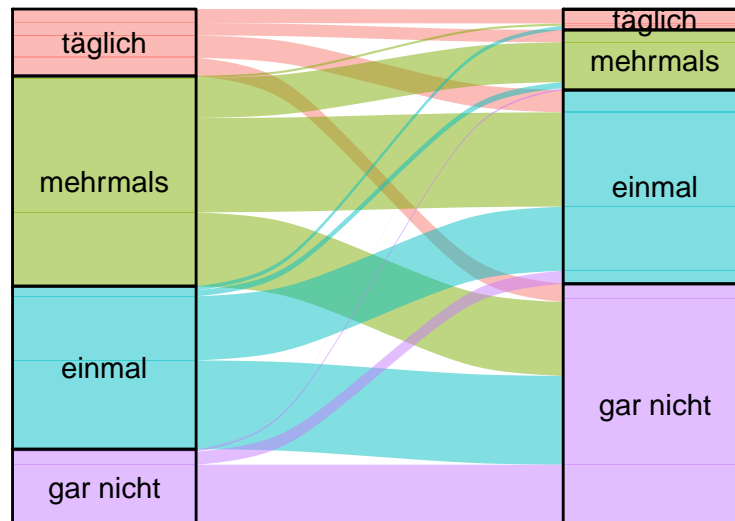 täglich
mehrmals
einmal
gar nicht
täglich
mehrmals
einmal
gar nicht